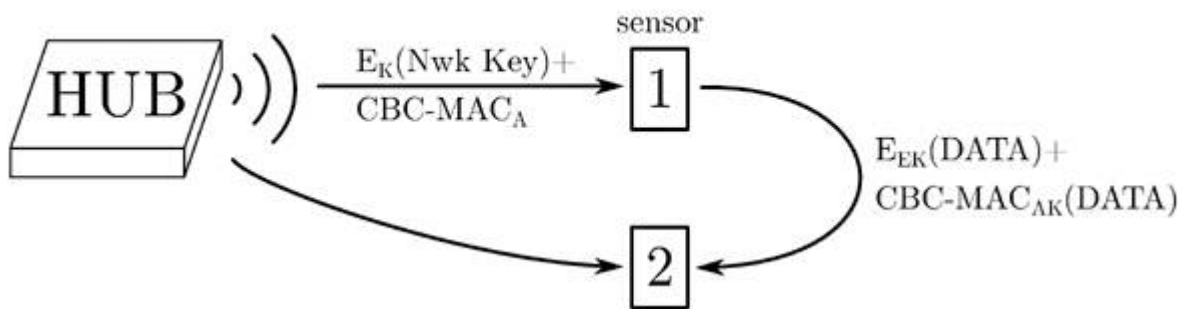 sensor
HUB
E_K(Nwk Key)+
CBC-MAC_A
1
E_EK(DATA)+
CBC-MAC_AK(DATA)
2